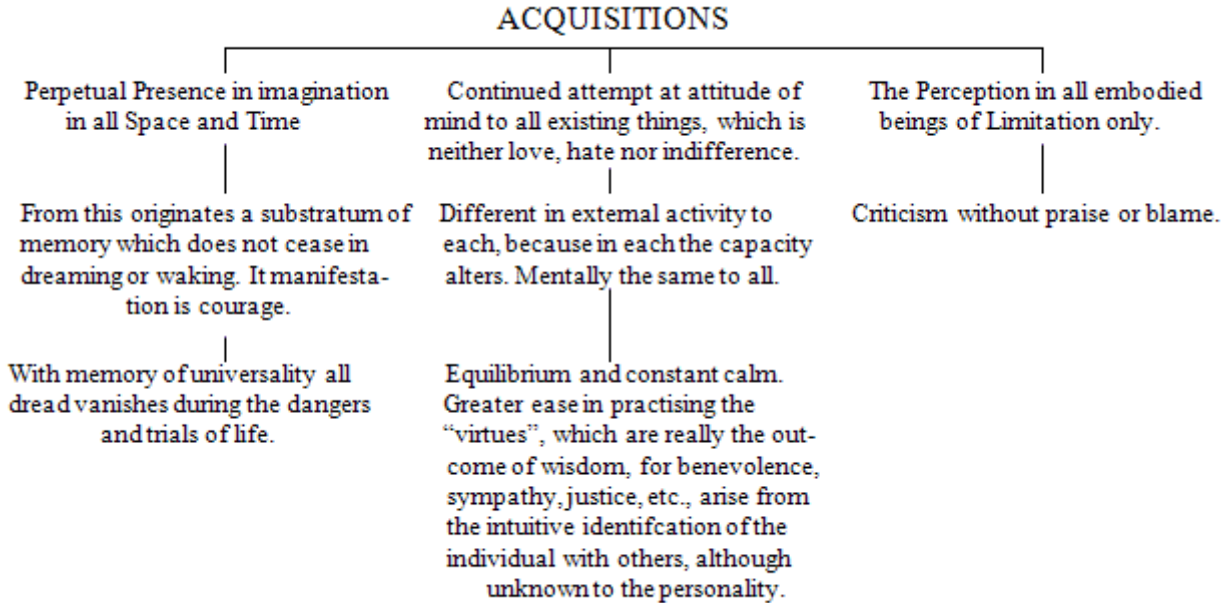 ACQUISITIONS
Perpetual Presence in imagination
in all Space and Time
From this originates a substratum of
memory which does not cease in
dreaming or waking. It manifesta-
tion is courage.
With memory of universality all
dread vanishes during the dangers
and trials of life.
Continued attempt at attitude of
mind to all existing things, which is
neither love, hate nor indifference.
Different in external activity to
each, because in each the capacity
alters. Mentally the same to all.
Equilibrium and constant calm.
Greater ease in practising the
“virtues”, which are really the out-
come of wisdom, for benevolence,
sympathy, justice, etc., arise from
the intuitive identifcation of the
individual with others, although
unknown to the personality.
The Perception in all embodied
beings of Limitation only.
Criticism without praise or blame.